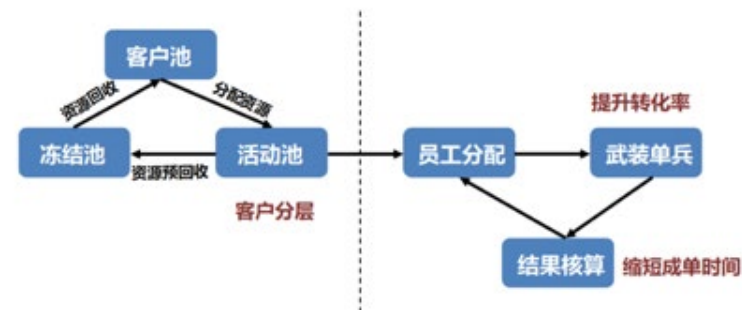 客户池
资源回收
分配资源
提升转化率
冻结池
活动池
员工分配
武装单兵
资源预回收
客户分层
结果核算
缩短成单时间